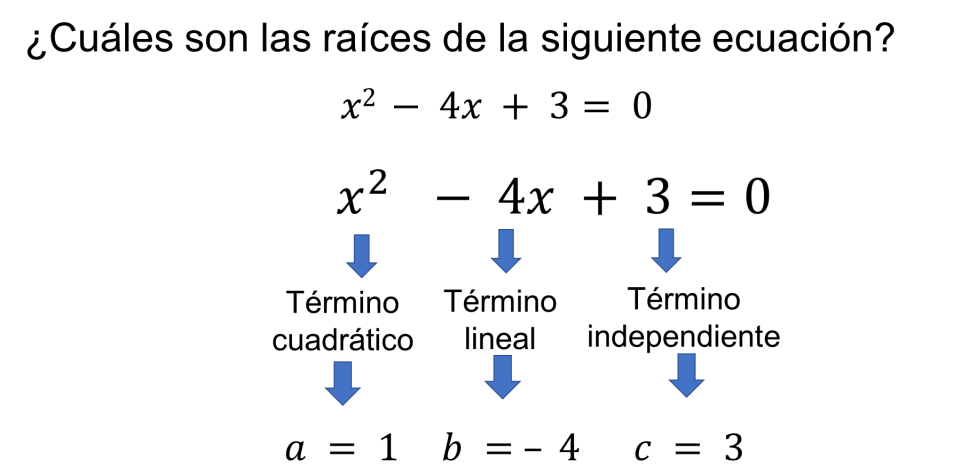 ¿Cuáles son las raíces de la siguiente ecuación?
x² − 4x + 3 = 0
x² − 4x + 3 = 0
Término cuadrático
Término lineal
Término independiente
a = 1 b = – 4 c = 3